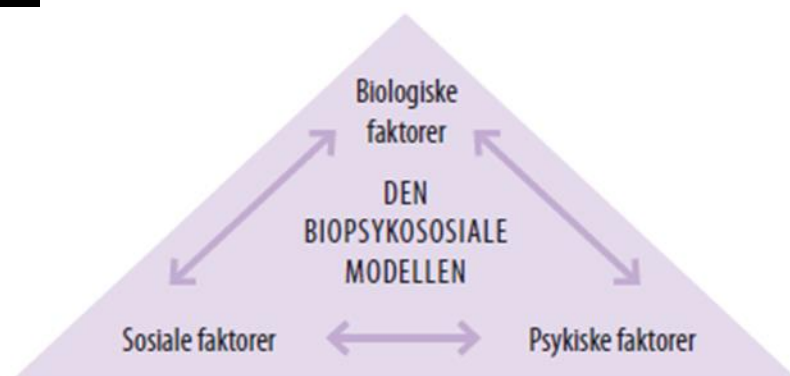 Biologiske
faktorer
DEN
BIOPSYKOSOSIALE
MODELLEN
Sosiale faktorer
Psykiske faktorer